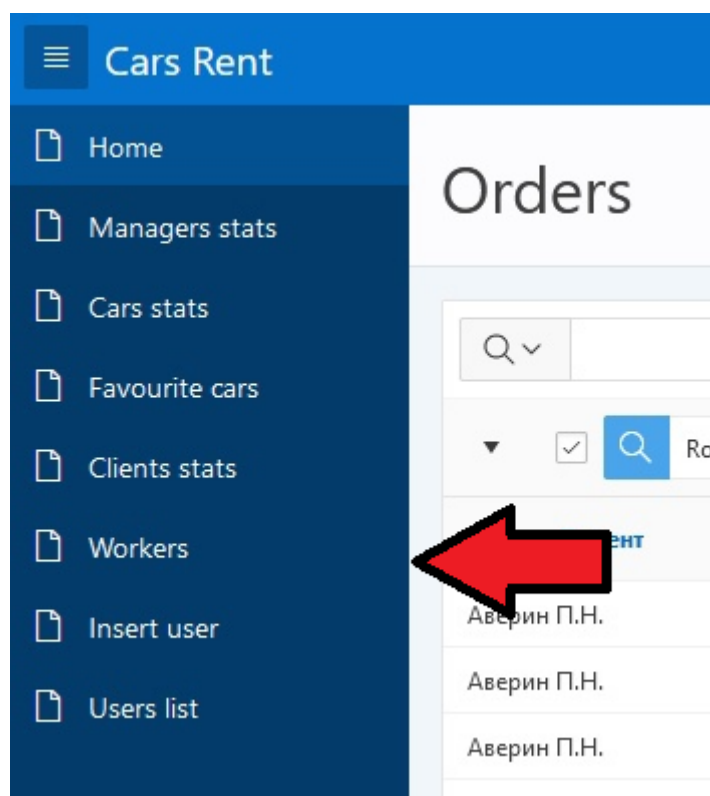 Cars Rent
Home
Managers stats
Cars stats
Favourite cars
Clients stats
Workers
Insert user
Users list
Orders
Аверин П.Н.
Аверин П.Н.
Аверин П.Н.